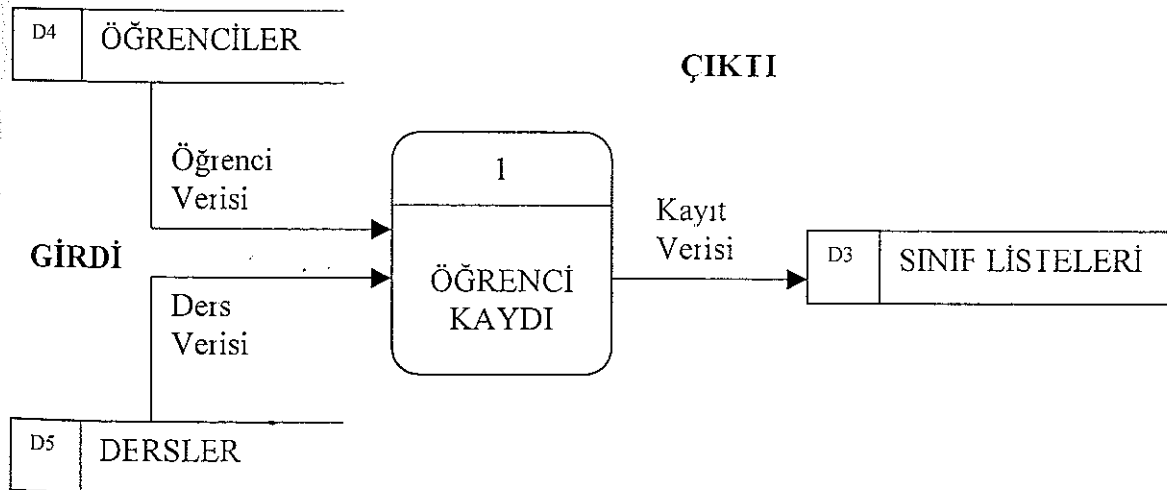 D4 ÖĞRENCİLER
ÇIKTI
Öğrenci
Verisi
1
Kayıt
Verisi
GİRDİ
D3 SINIF LİSTELERİ
ÖĞRENCİ
KAYDI
Ders
Verisi
D5 DERSLER